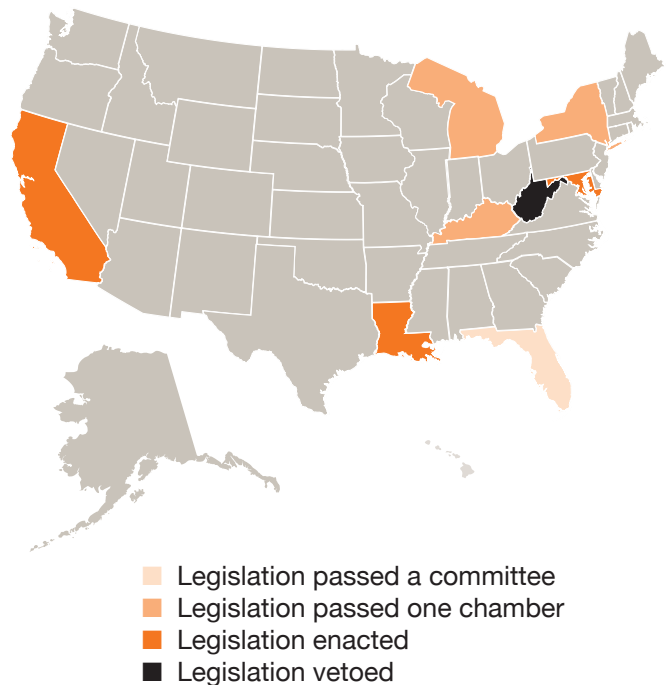 Legislation passed a committee
Legislation passed one chamber
Legislation enacted
Legislation vetoed